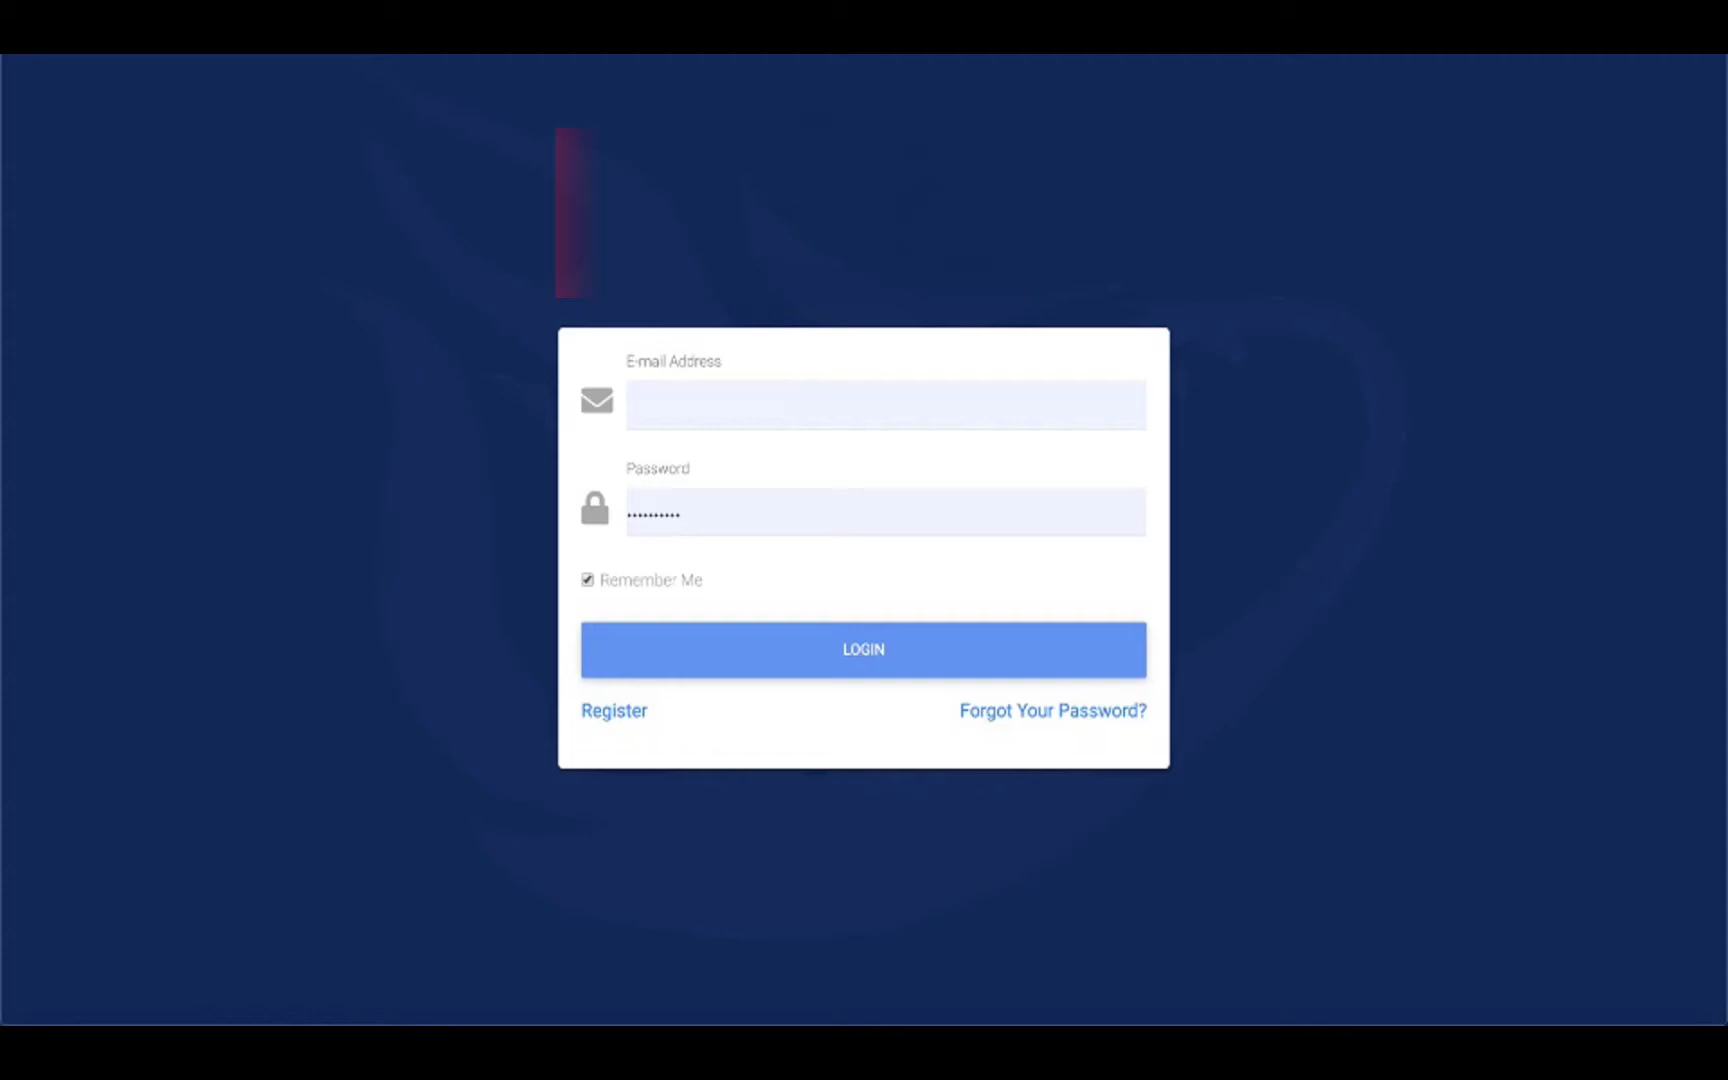 E-mail Address
Password
••••••••••
Remember Me
LOGIN
Register
Forgot Your Password?